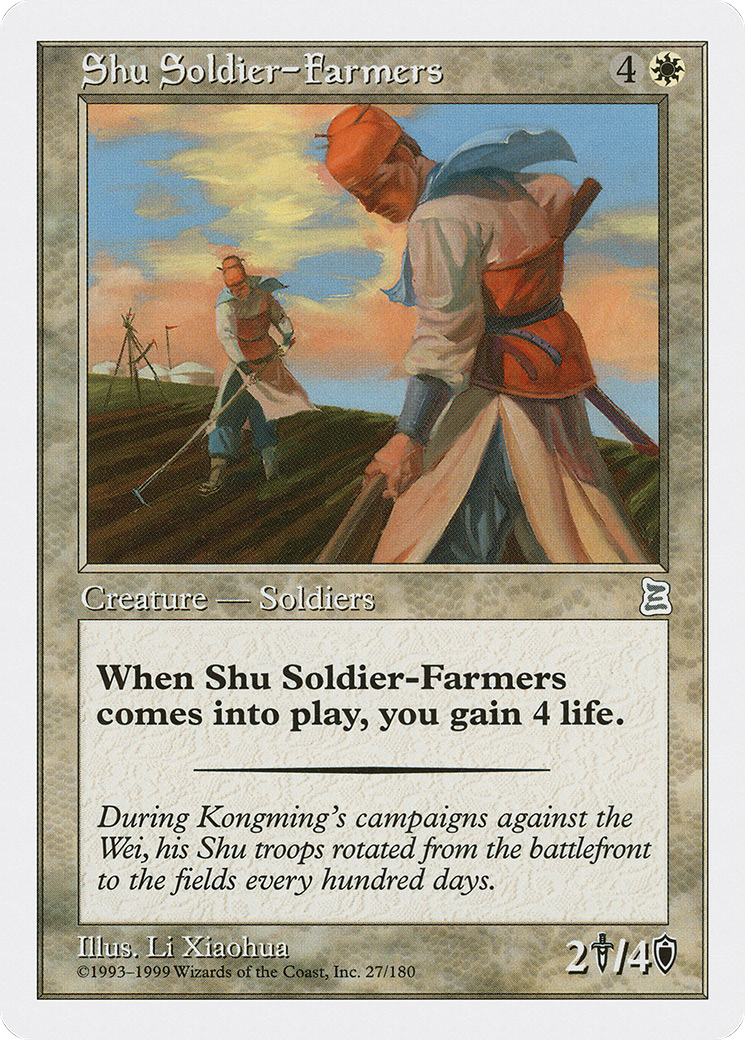 Shu Soldier-Farmers 4
Creature — Soldiers
When Shu Soldier-Farmers
comes into play, you gain 4 life.
During Kongming's campaigns against the
Wei, his Shu troops rotated from the battlefront
to the fields every hundred days.
Illus. Li Xiaohua
©1993–1999 Wizards of the Coast, Inc. 27/180
2/4